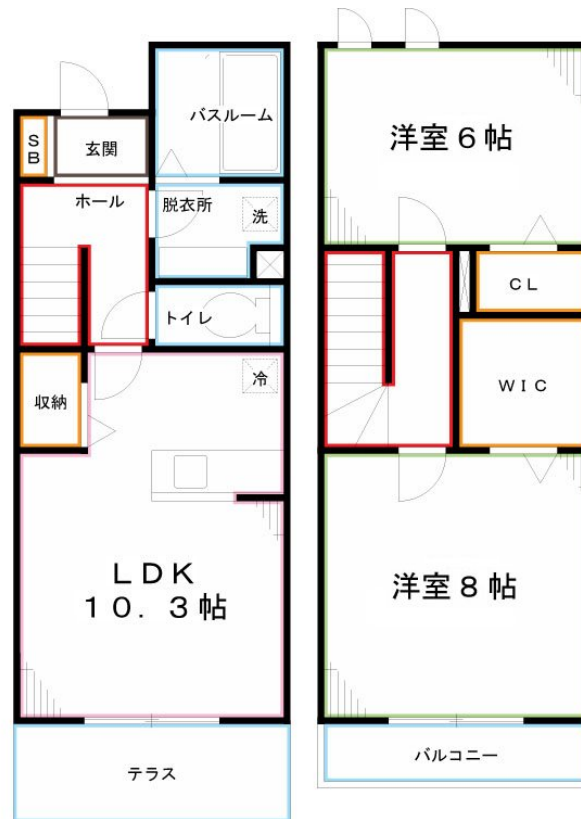 バスルーム
SB
玄関
ホール
脱衣所
洗
トイレ
収納
冷
LDK
10.3帖
テラス
洋室6帖
CL
WIC
洋室8帖
バルコニー